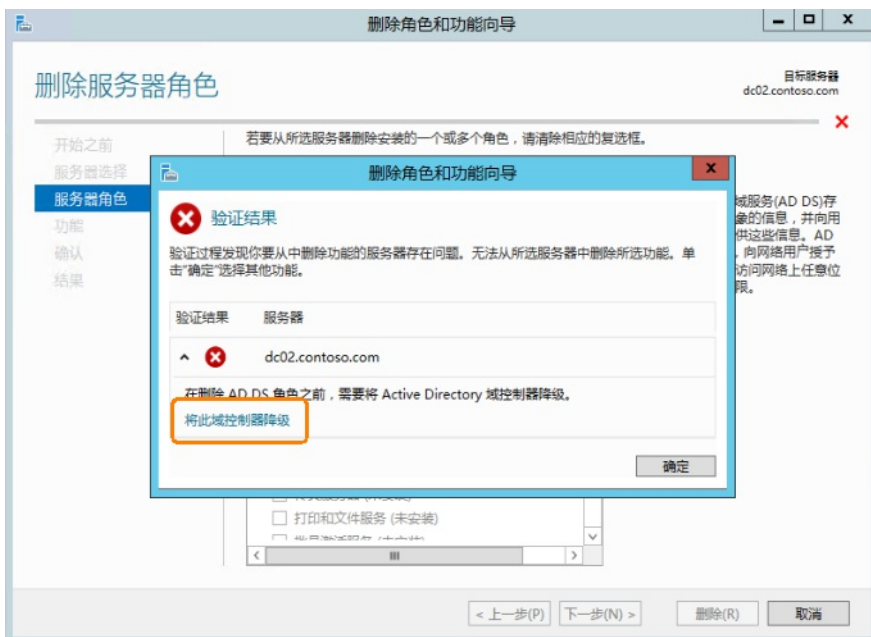 删除角色和功能向导
删除服务器角色
目标服务器
dc02.contoso.com
开始之前
服务器选择
服务器角色
功能
确认
结果
若要从所选服务器删除安装的一个或多个角色，请清除相应的复选框。
删除角色和功能向导
验证结果
验证过程发现你要从中删除功能的服务器存在问题。无法从所选服务器中删除所选功能。单
击"确定"选择其他功能。
验证结果 服务器
dc02.contoso.com
在删除 AD DS 角色之前，需要将 Active Directory 域控制器降级。
将此域控制器降级
确定
域服务(AD DS)存
象的信息，并向用
供这些信息。AD
，向网络用户授予
访问网络上任意位
限。
打印和文件服务 (未安装)
< 上一步(P)
下一步(N) >
删除(R)
取消